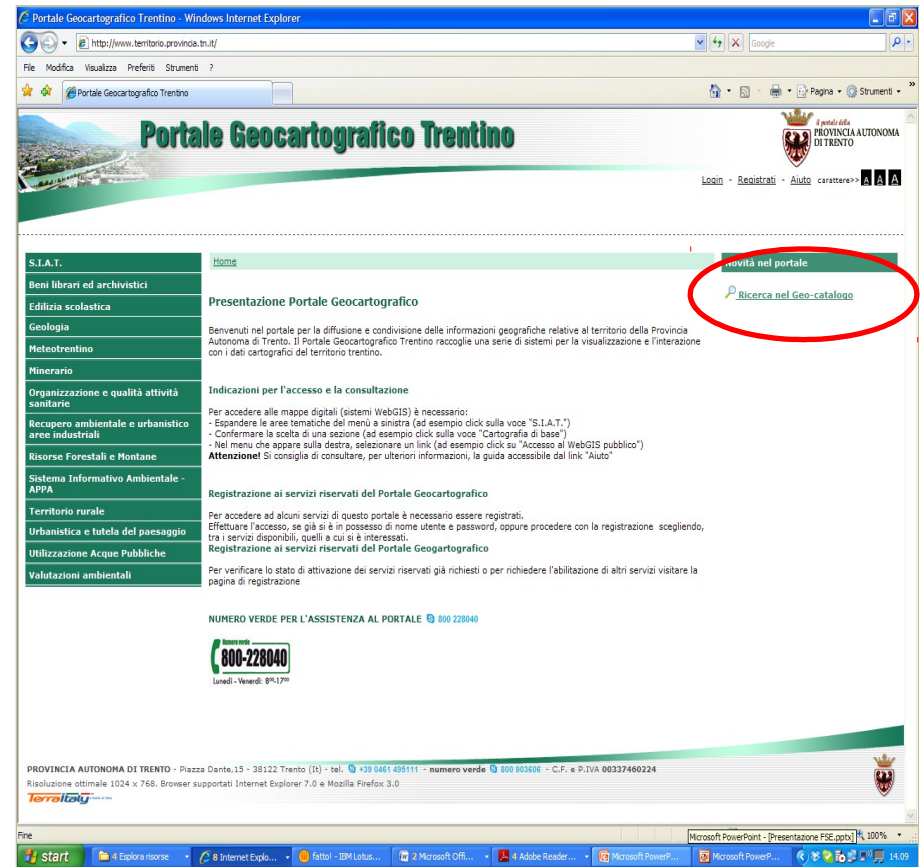 Portale Geocartografico Trentino - Windows Internet Explorer
http://www.territorio.provincia.tn.it/
Google
File Modifica Visualizza Preferiti Strumenti ?
Portale Geocartografico Trentino
Pagina Strumenti »
Portale Geocartografico Trentino
il portale della
PROVINCIA AUTONOMA
DI TRENTO
Login - Registrati - Aiuto carattere>> A A A
S.I.A.T.
Beni librari ed archivistici
Edilizia scolastica
Geologia
Meteotrentino
Minerario
Organizzazione e qualità attività
sanitarie
Recupero ambientale e urbanistico
aree industriali
Risorse Forestali e Montane
Sistema Informativo Ambientale -
APPA
Territorio rurale
Urbanistica e tutela del paesaggio
Utilizzazione Acque Pubbliche
Valutazioni ambientali
Home
Presentazione Portale Geocartografico
Benvenuti nel portale per la diffusione e condivisione delle informazioni geografiche relative al territorio della Provincia
Autonoma di Trento. Il Portale Geocartografico Trentino raccoglie una serie di sistemi per la visualizzazione e l'interazione
con i dati cartografici del territorio trentino.
Indicazioni per l'accesso e la consultazione
Per accedere alle mappe digitali (sistemi WebGIS) è necessario:
- Espandere le aree tematiche del menù a sinistra (ad esempio click sulla voce "S.I.A.T.")
- Confermare la scelta di una sezione (ad esempio click sulla voce "Cartografia di base")
- Nel menu che appare sulla destra, selezionare un link (ad esempio click su "Accesso al WebGIS pubblico")
Attenzione! Si consiglia di consultare, per ulteriori informazioni, la guida accessibile dal link "Aiuto"
Registrazione ai servizi riservati del Portale Geocartografico
Per accedere ad alcuni servizi di questo portale è necessario essere registrati.
Effettuare l'accesso, se già si è in possesso di nome utente e password, oppure procedere con la registrazione scegliendo,
tra i servizi disponibili, quelli a cui si è interessati.
Registrazione ai servizi riservati del Portale Geogartografico
Per verificare lo stato di attivazione dei servizi riservati già richiesti o per richiedere l'abilitazione di altri servizi visitare la
pagina di registrazione
NUMERO VERDE PER L'ASSISTENZA AL PORTALE 800 228040
Numero verde
800-228040
Lunedì - Venerdì: 8⁰⁰-17⁰⁰
Novità nel portale
Ricerca nel Geo-catalogo
PROVINCIA AUTONOMA DI TRENTO - Piazza Dante,15 - 38122 Trento (It) - tel. +39 0461 495111 - numero verde 800 903606 - C.F. e P.IVA 00337460224
Risoluzione ottimale 1024 x 768. Browser supportati Internet Explorer 7.0 e Mozilla Firefox 3.0
Terraitaly
Fine
Microsoft PowerPoint - [Presentazione FSE.pptx]
100%
start
4 Esplora risorse
8 Internet Explo...
fatto! - IBM Lotus...
2 Microsoft Offi...
4 Adobe Reader...
Microsoft PowerP...
Microsoft PowerP...
14.09